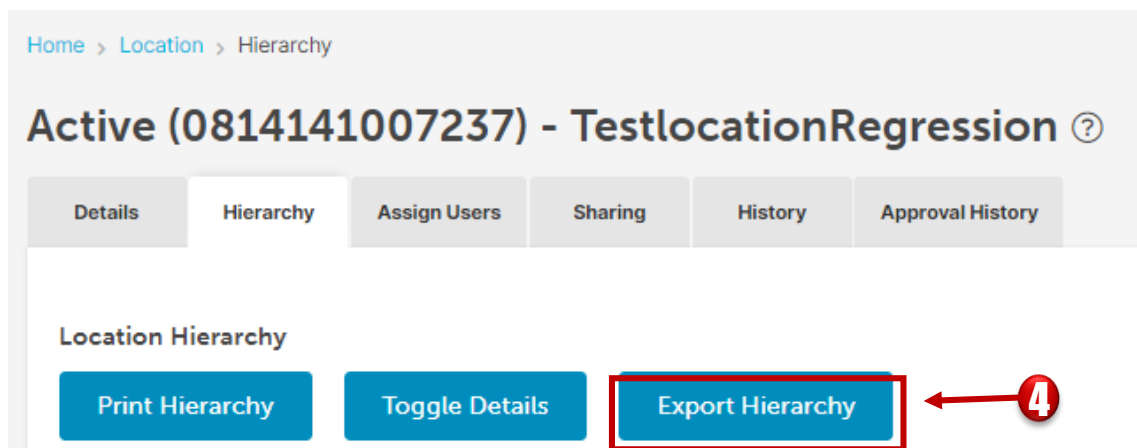 Home > Location > Hierarchy
Active (0814141007237) - TestlocationRegression ?
Details Hierarchy Assign Users Sharing History Approval History
Location Hierarchy
Print Hierarchy Toggle Details Export Hierarchy 4